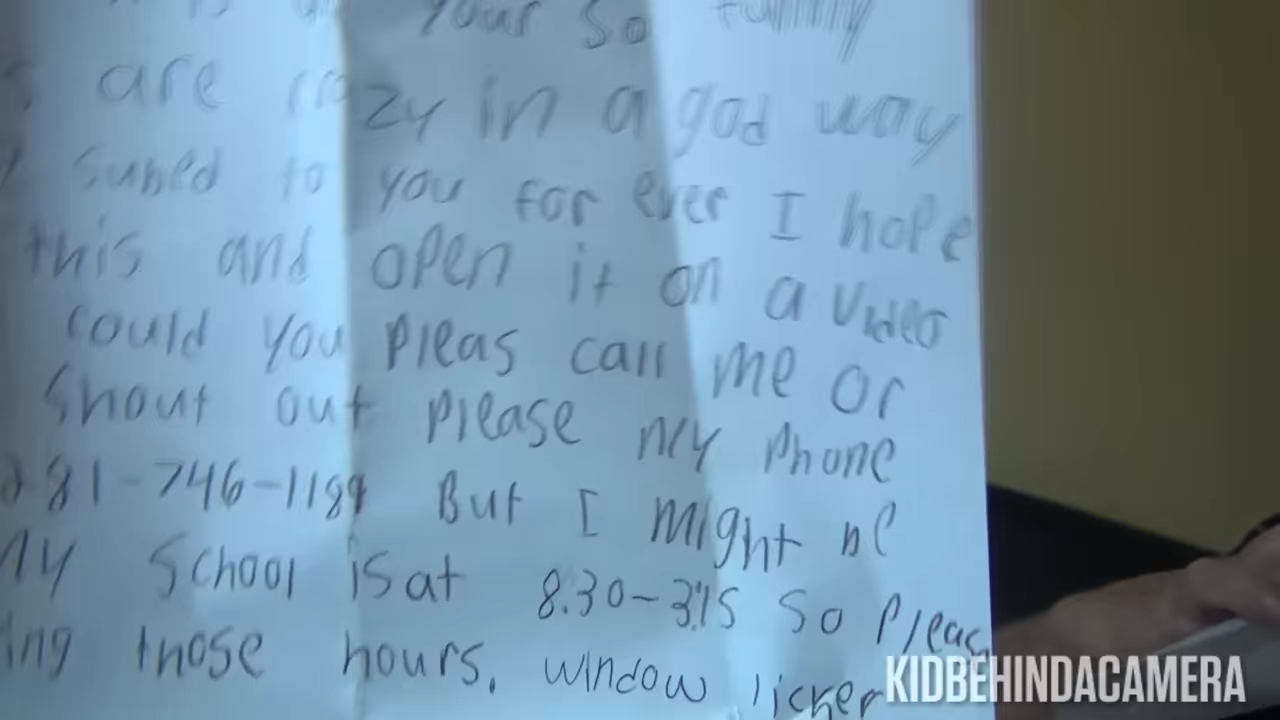 your so funny
are crazy in a god way
subed to you for ever I hope
this and open it on a video
could you pleas call me or
shout out please my phone
But I might be
my school is at 8.30-3:15 so pleas
those hours. window licker
KIDBEHINDACAMERA